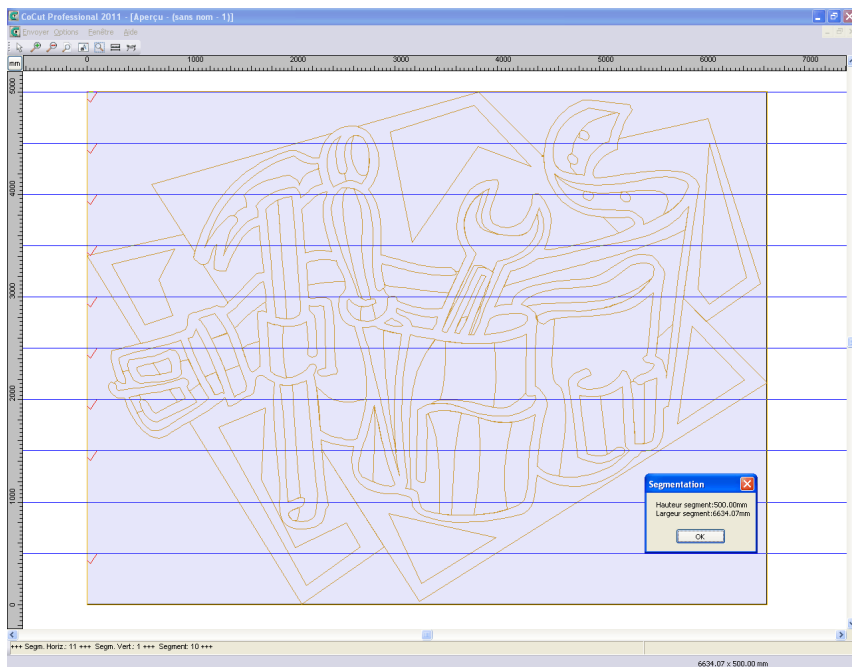 CoCut Professional 2011 - [Aperçu - (sans nom - 1)]
Envoyer Options Fenêtre Aide
mm 0 1000 2000 3000 4000 5000 6000 7000
5000
4000
3000
2000
1000
0
Segmentation
Hauteur segment:500.00mm
Largeur segment:6634.07mm
OK
+++ Segm. Horiz.: 11 +++ Segm. Vert.: 1 +++ Segment: 10 +++
6634.07 x 500.00 mm